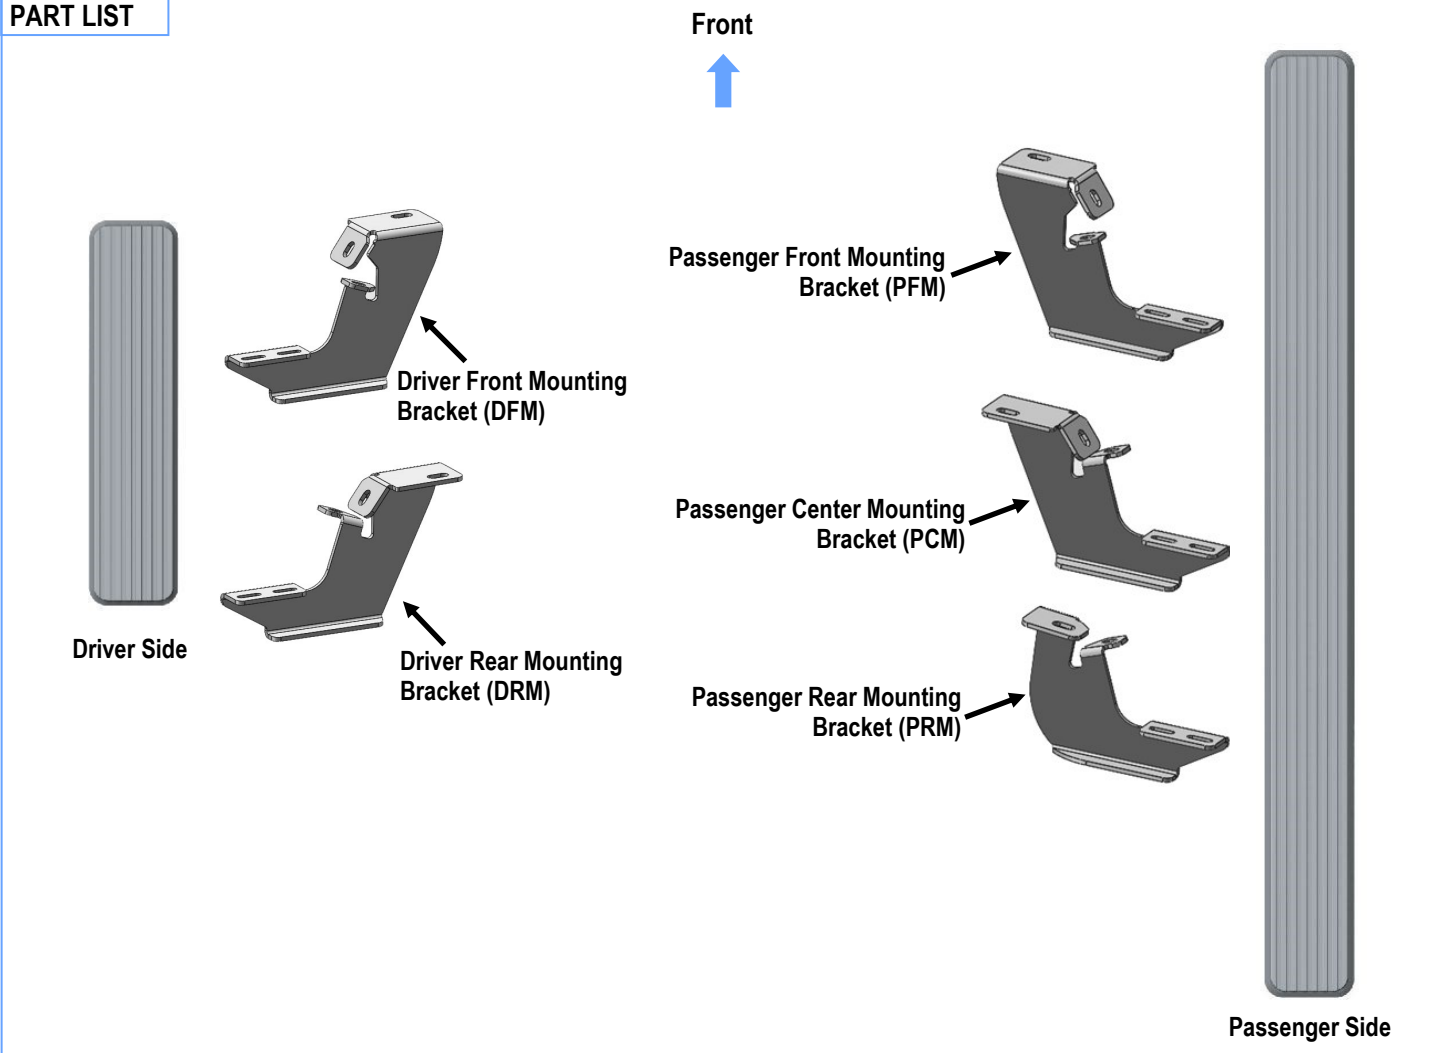 PART LIST
Front
Passenger Front Mounting
Bracket (PFM)
Driver Front Mounting
Bracket (DFM)
Passenger Center Mounting
Bracket (PCM)
Driver Side
Driver Rear Mounting
Bracket (DRM)
Passenger Rear Mounting
Bracket (PRM)
Passenger Side